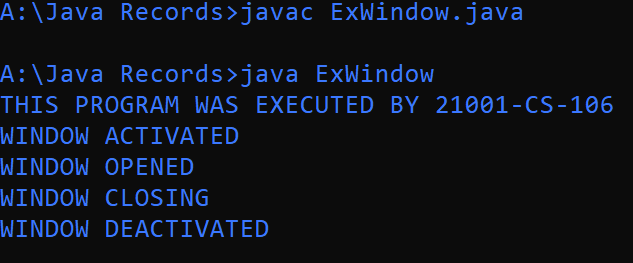 A:\Java Records>javac ExWindow.java
A:\Java Records>java ExWindow
THIS PROGRAM WAS EXECUTED BY 21001-CS-106
WINDOW ACTIVATED
WINDOW OPENED
WINDOW CLOSING
WINDOW DEACTIVATED